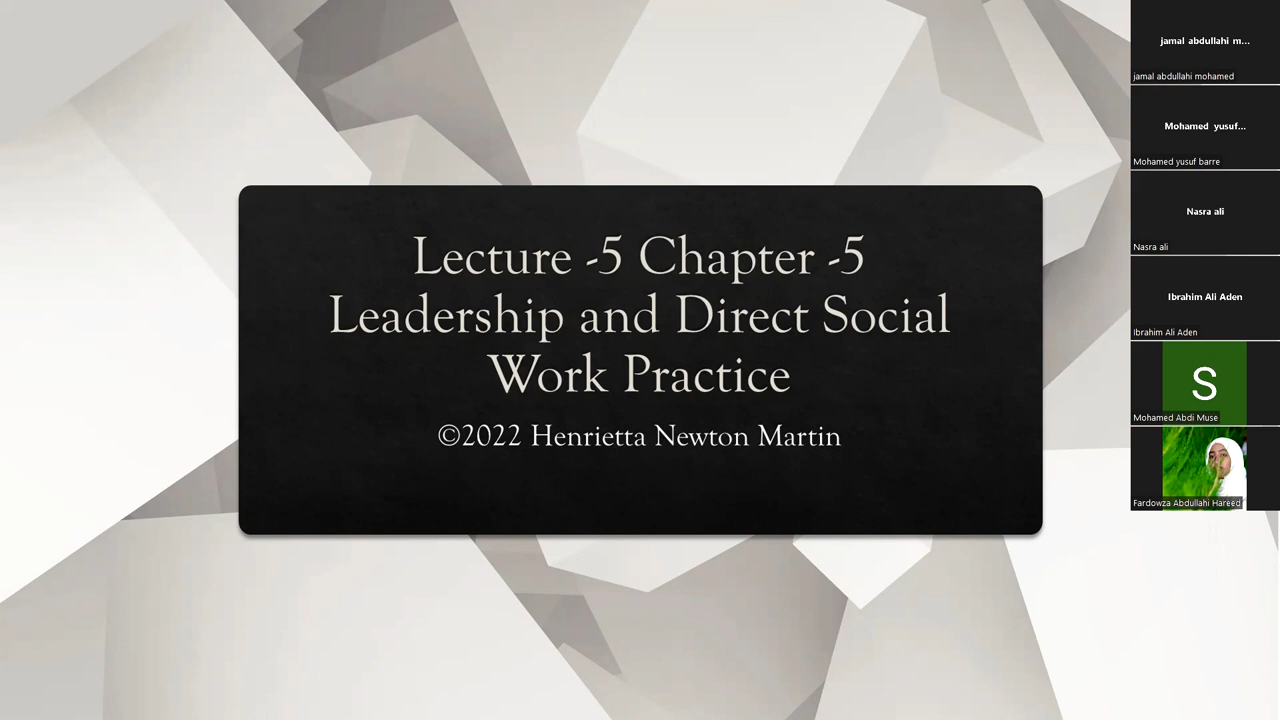 Lecture -5 Chapter -5
Leadership and Direct Social
Work Practice
©2022 Henrietta Newton Martin
jamal abdullahi m...
jamal abdullahi mohamed
Mohamed yusuf...
Mohamed yusuf barre
Nasra ali
Nasra ali
Ibrahim Ali Aden
Ibrahim Ali Aden
S
Mohamed Abdi Muse
Fardowza Abdullahi Hareed